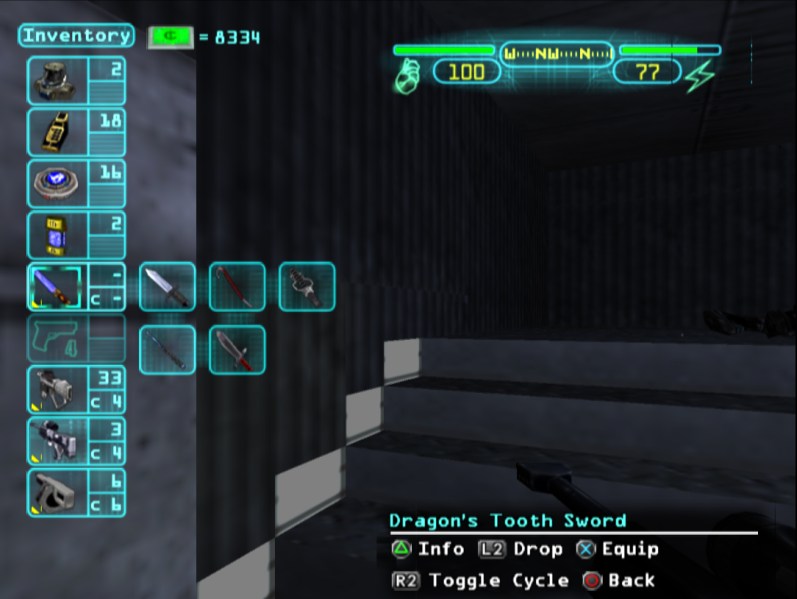 Inventory = 8334
W NW N
100 77
2
18
16
2
-
C -
4
33
C 4
3
C 4
6
C 6
Dragon's Tooth Sword
Info L2 Drop Equip
R2 Toggle Cycle Back